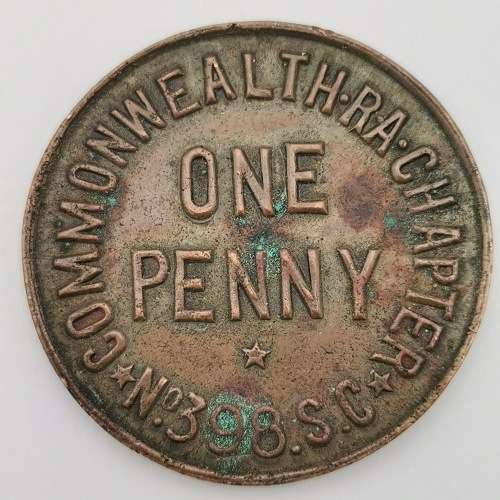 COMMONWEALTH·R·A·CHAPTER
ONE
PENNY
No. 398. S.C